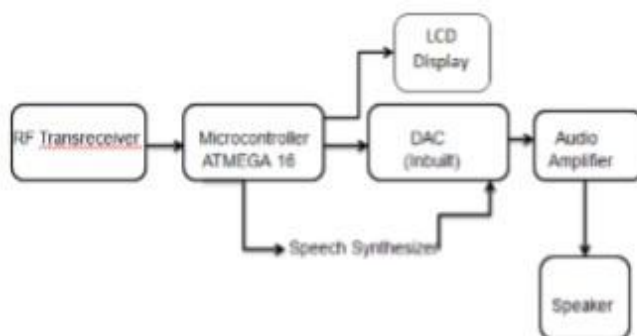 LCD
Display
RF Transreceiver
Microcontroller
ATMEGA 16
DAC
(Inbuilt)
Audio
Amplifier
Speech Synthesizer
Speaker